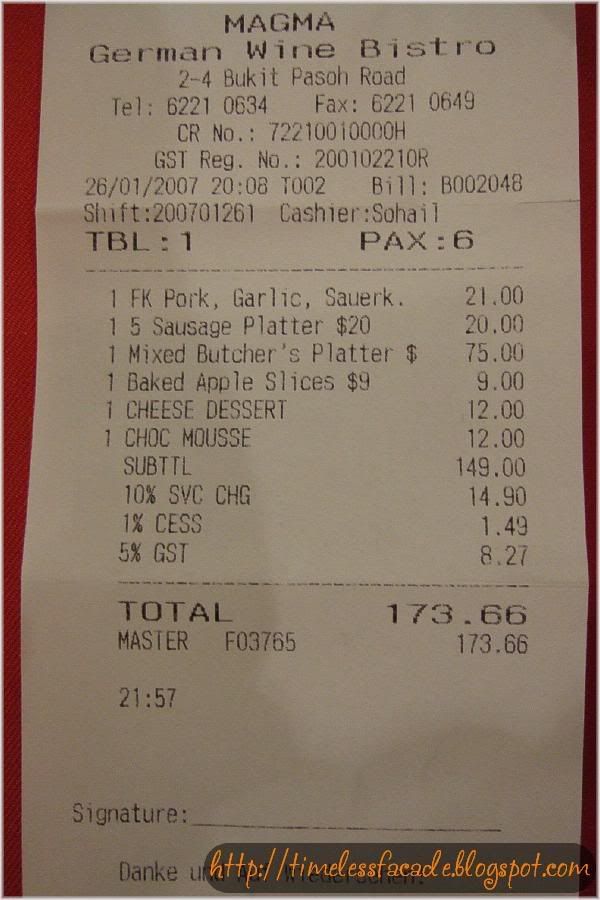 MAGMA
German Wine Bistro
2-4 Bukit Pasoh Road
Tel: 6221 0634 Fax: 6221 0649
CR No.: 72210010000H
GST Reg. No.: 200102210R
26/01/2007 20:08 T002 Bill: B002048
Shift:200701261 Cashier:Sohail
TBL:1 PAX:6
1 FK Pork, Garlic, Sauerk. 21.00
1 5 Sausage Platter $20 20.00
1 Mixed Butcher's Platter $ 75.00
1 Baked Apple Slices $9 9.00
1 CHEESE DESSERT 12.00
1 CHOC MOUSSE 12.00
SUBTTL 149.00
10% SVC CHG 14.90
1% CESS 1.49
5% GST 8.27
TOTAL 173.66
MASTER F03765 173.66
21:57
Signature:
Danke und Auf Wiedersehen.
http://timelessfacade.blogspot.com